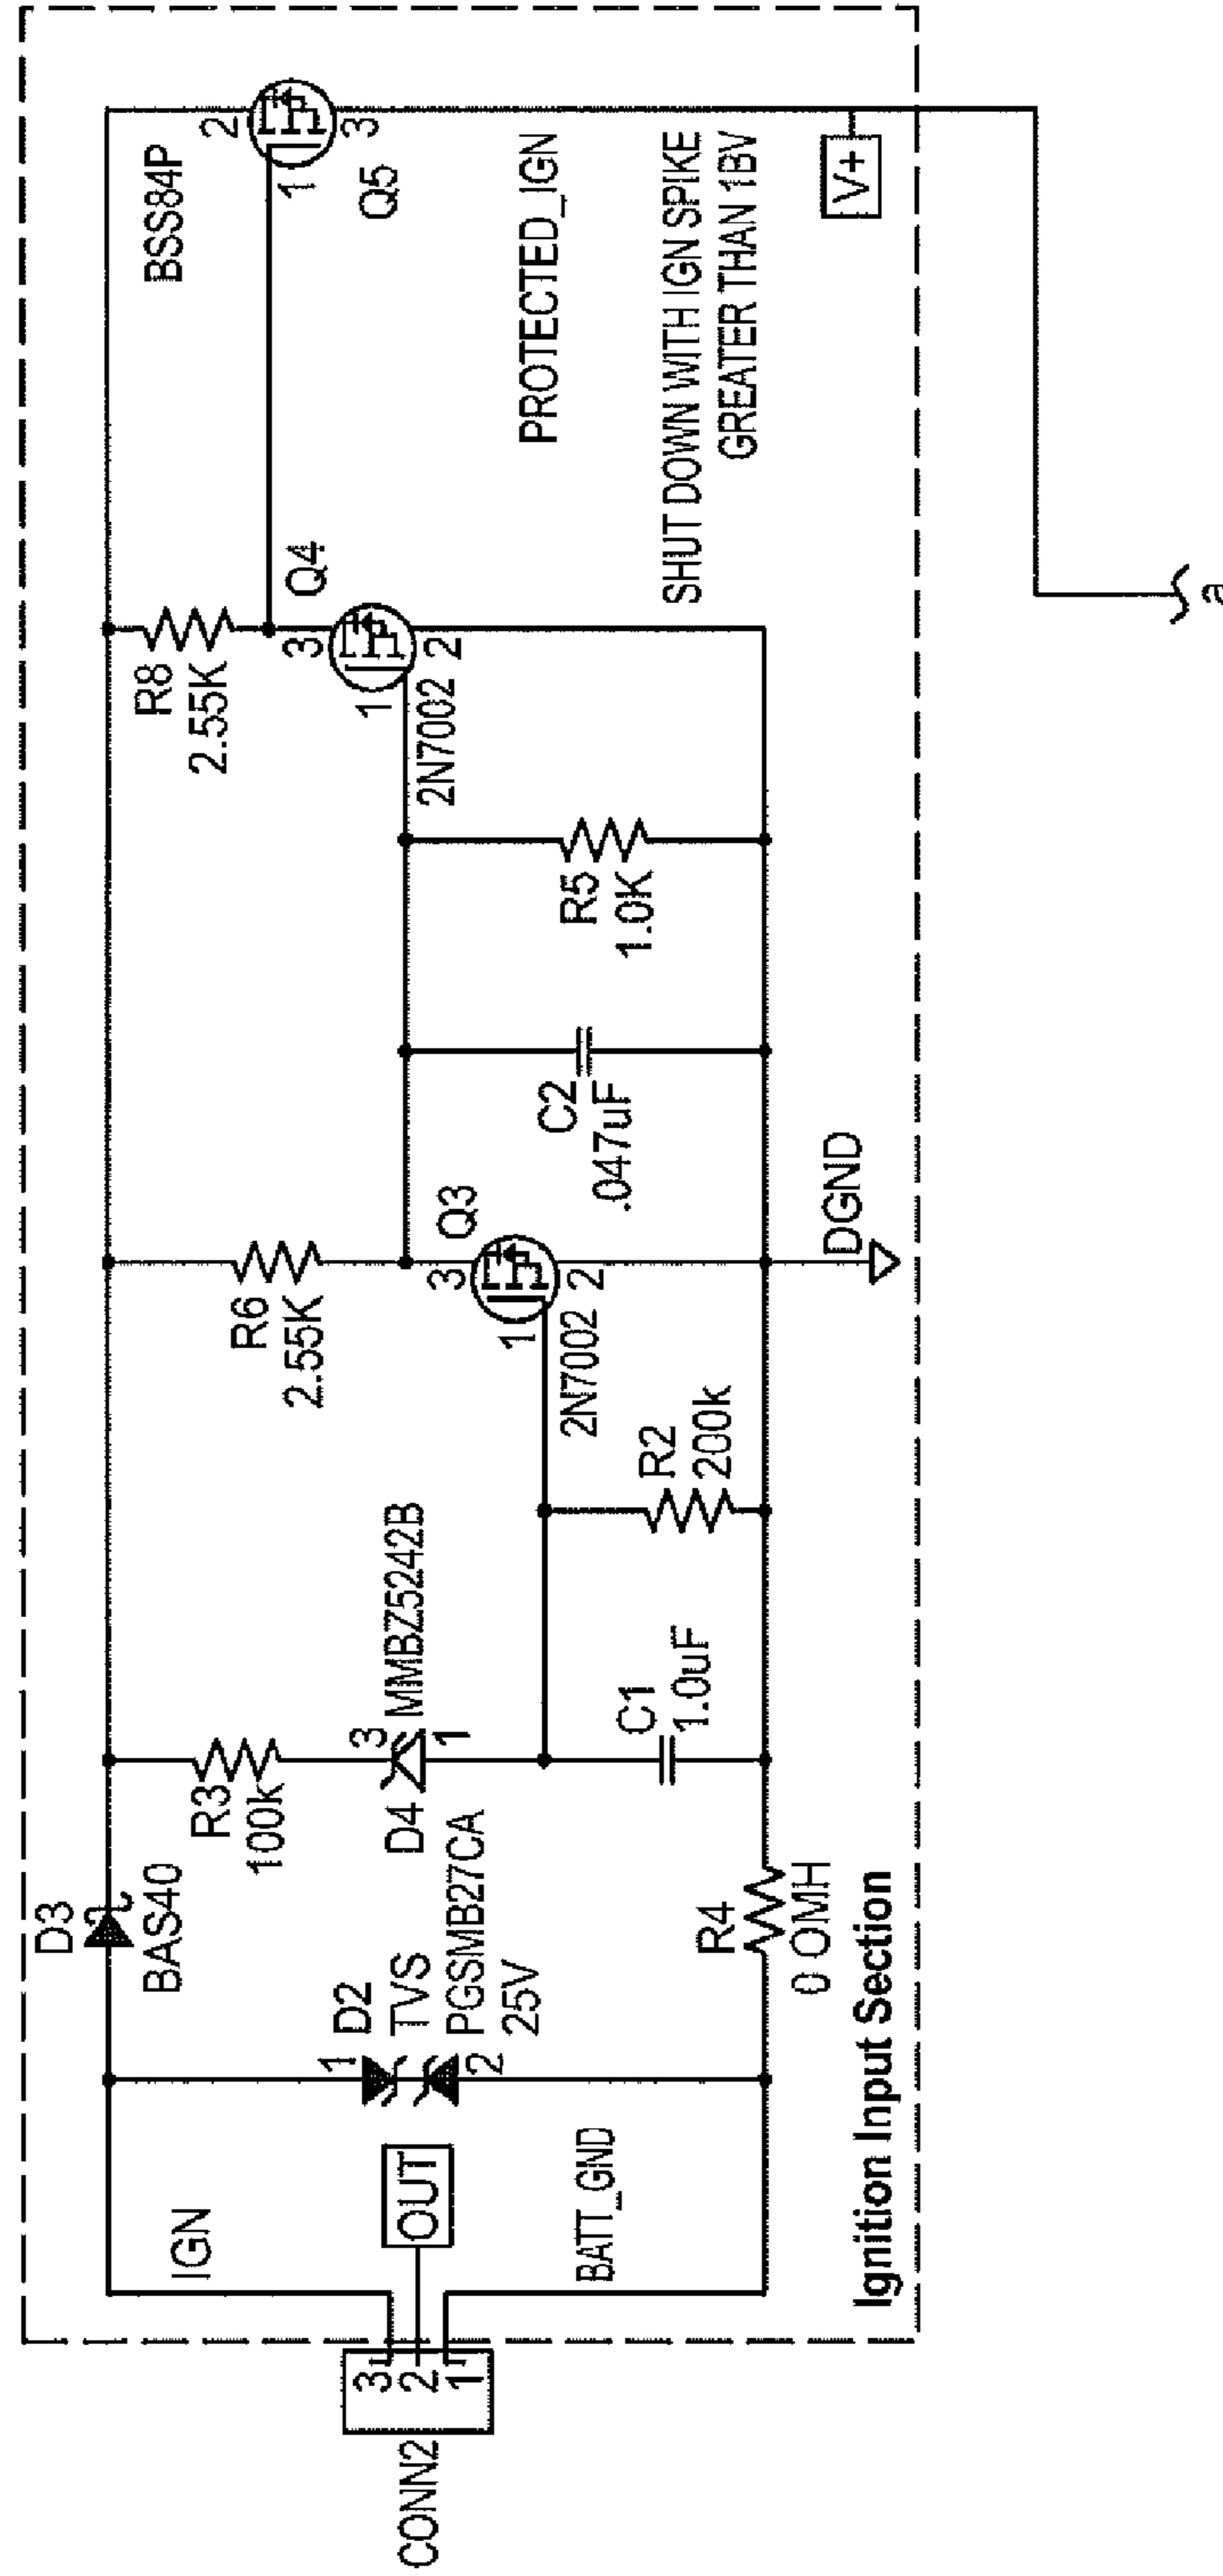 CONN2
3
2
1
IGN
OUT
BATT_GND
D3
BAS40
1
D2
TVS
PGSMB27CA
25V
2
R4
0 OMH
R3
100k
3
D4
MMBZ5242B
1
C1
1.0uF
R2
200k
R6
2.55K
3
Q3
1
2
2N7002
DGND
C2
.047uF
R5
1.0K
R8
2.55K
3
Q4
1
2
2N7002
BSS84P
2
1
3
Q5
PROTECTED_IGN
SHUT DOWN WITH IGN SPIKE
GREATER THAN 1BV
V+
Ignition Input Section
a